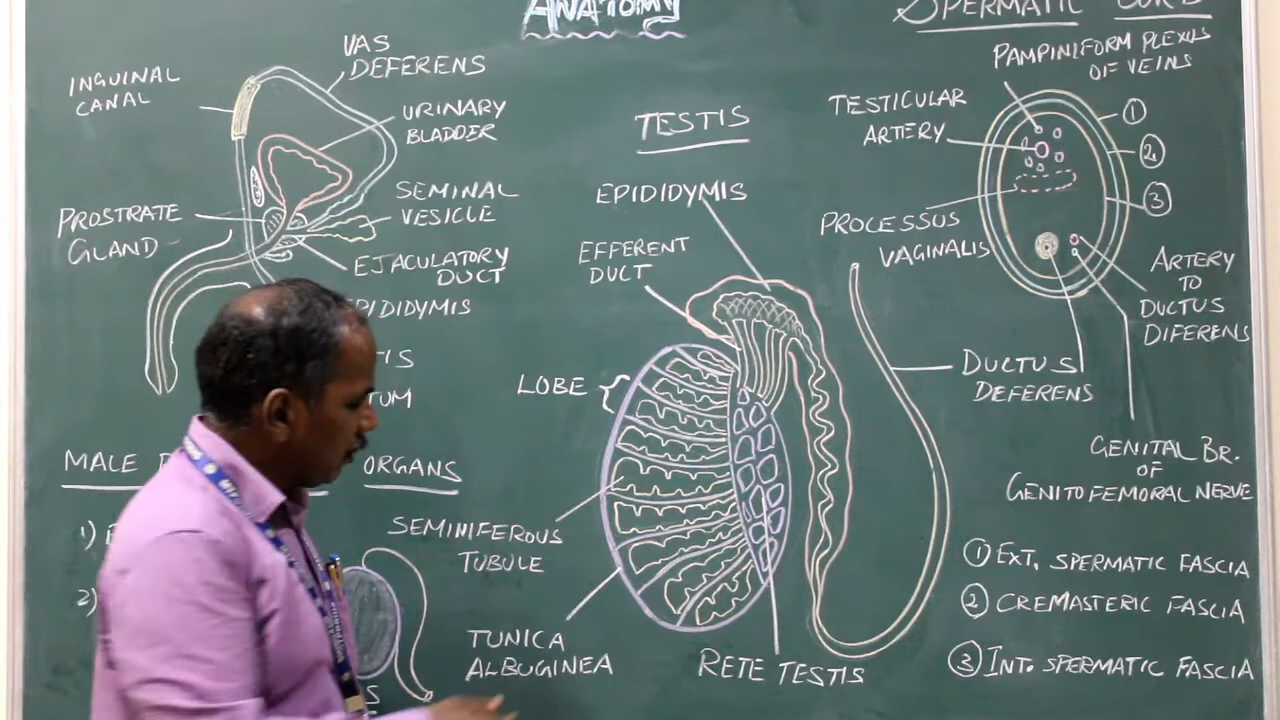 ANATOMY
SPERMATIC CORD
INGUINAL
CANAL
VAS
DEFERENS
URINARY
BLADDER
SEMINAL
VESICLE
PROSTRATE
GLAND
EJACULATORY
DUCT
EPIDIDYMIS
TIS
TUM
MALE
ORGANS
1)
2)
S
TESTIS
EPIDIDYMIS
EFFERENT
DUCT
LOBE
SEMINIFEROUS
TUBULE
TUNICA
ALBUGINEA
RETE TESTIS
PAMPINIFORM PLEXUS
OF VEINS
TESTICULAR
ARTERY
1
2
3
PROCESSUS
VAGINALIS
ARTERY
TO
DUCTUS
DIFERENS
DUCTUS
DEFERENS
GENITAL BR.
OF
GENITOFEMORAL NERVE
1 EXT. SPERMATIC FASCIA
2 CREMASTERIC FASCIA
3 INT. SPERMATIC FASCIA